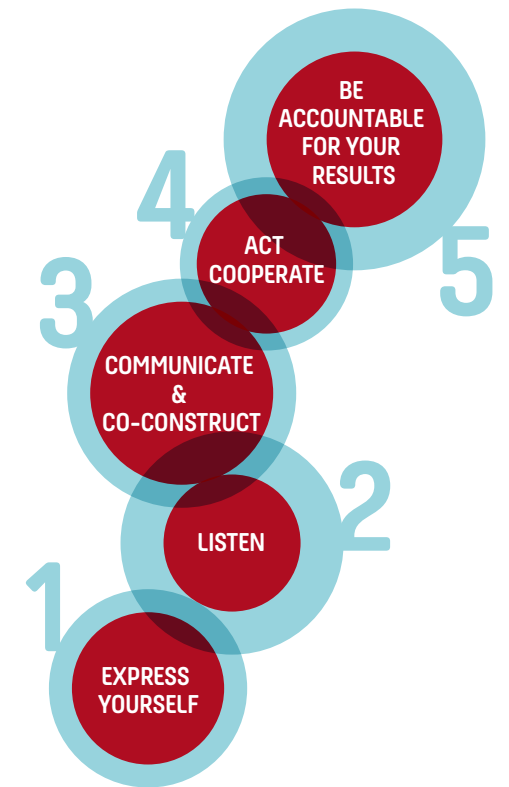 BE
ACCOUNTABLE
FOR YOUR
RESULTS
5
4
ACT
COOPERATE
3
COMMUNICATE
&
CO-CONSTRUCT
2
LISTEN
1
EXPRESS
YOURSELF